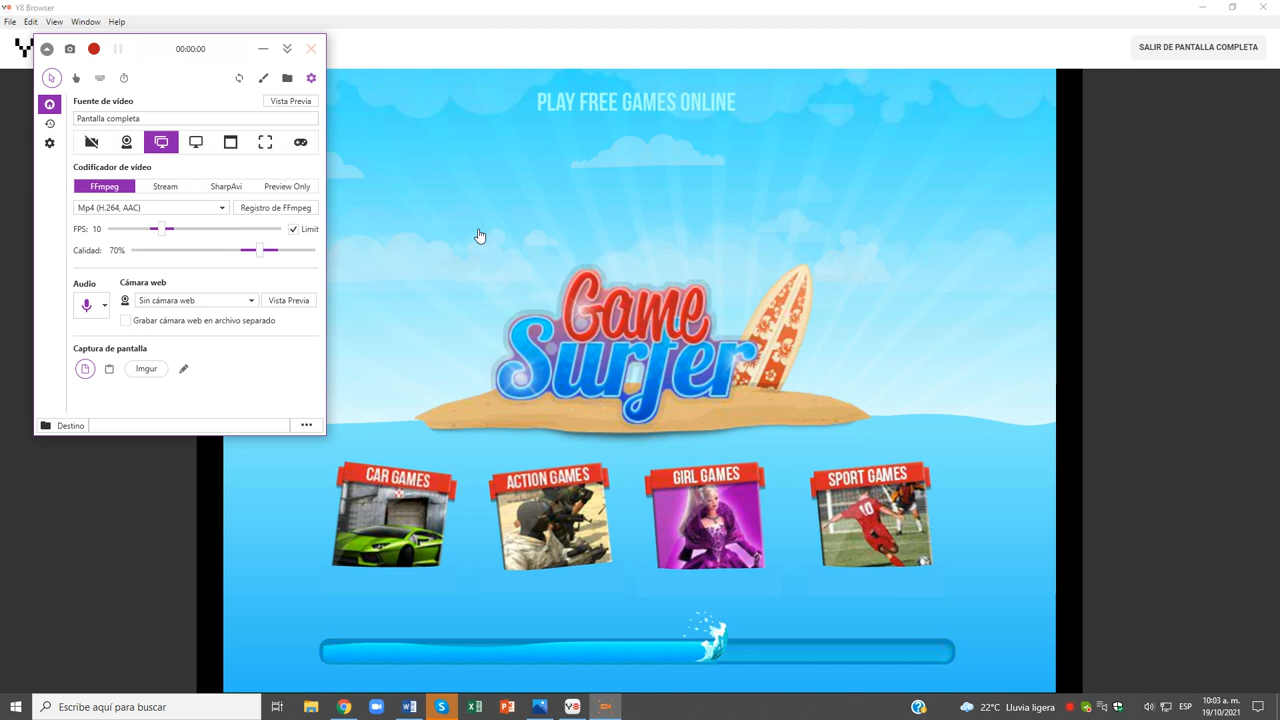 Y8 Browser
File Edit View Window Help
SALIR DE PANTALLA COMPLETA
00:00:00
Fuente de vídeo
Vista Previa
Pantalla completa
Codificador de vídeo
FFmpeg Stream SharpAvi Preview Only
Mp4 (H.264, AAC)
Registro de FFmpeg
FPS: 10
Limit
Calidad: 70%
Audio
Cámara web
Sin cámara web
Vista Previa
Grabar cámara web en archivo separado
Captura de pantalla
Imgur
Destino
PLAY FREE GAMES ONLINE
Game
Surfer
CAR GAMES
ACTION GAMES
GIRL GAMES
SPORT GAMES
10
Escribe aquí para buscar
22°C Lluvia ligera
ESP
10:03 a. m.
19/10/2021